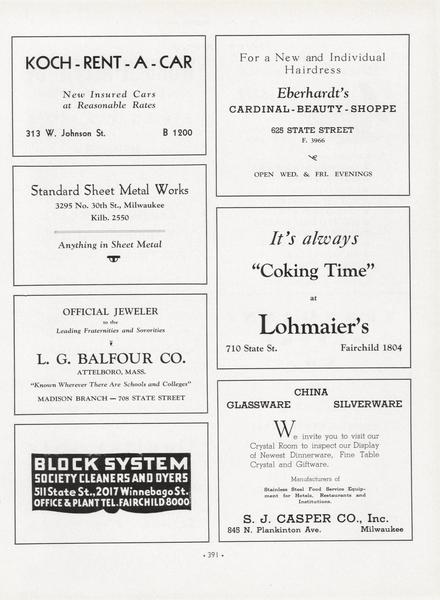 KOCH - RENT - A - CAR
New Insured Cars
at Reasonable Rates
313 W. Johnson St. B 1200
Standard Sheet Metal Works
3295 No. 30th St., Milwaukee
Kilb. 2550
Anything in Sheet Metal
OFFICIAL JEWELER
to the
Leading Fraternities and Sororities
L. G. BALFOUR CO.
ATTELBORO, MASS.
"Known Wherever There Are Schools and Colleges"
MADISON BRANCH — 708 STATE STREET
BLOCK SYSTEM
SOCIETY CLEANERS AND DYERS
511 State St., 2017 Winnebago St.
OFFICE & PLANT TEL. FAIRCHILD 8000
For a New and Individual
Hairdress
Eberhardt's
CARDINAL - BEAUTY - SHOPPE
625 STATE STREET
F. 3966
OPEN WED. & FRI. EVENINGS
It's always
"Coking Time"
at
Lohmaier's
710 State St. Fairchild 1804
CHINA
GLASSWARE SILVERWARE
We invite you to visit our
Crystal Room to inspect our Display
of Newest Dinnerware, Fine Table
Crystal and Giftware.
Manufacturers of
Stainless Steel Food Service Equip-
ment for Hotels, Restaurants and
Institutions.
S. J. CASPER CO., Inc.
845 N. Plankinton Ave. Milwaukee
• 391 •